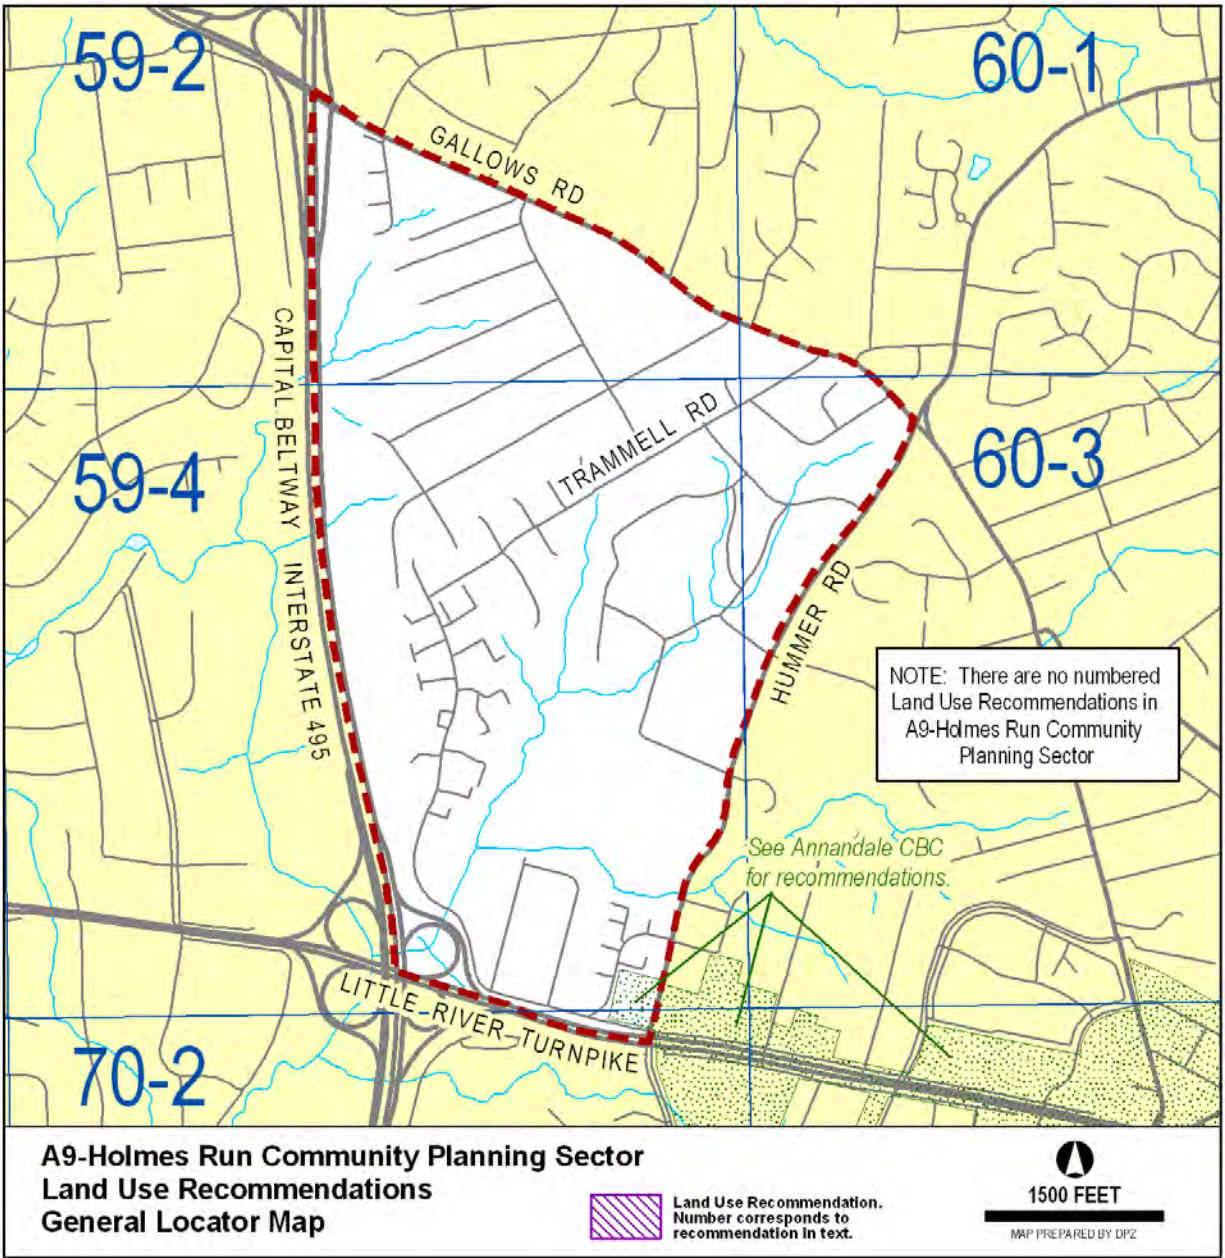 59-2
60-1
GALLOWS RD
CAPITAL BELTWAY INTERSTATE 495
TRAMMELL RD
59-4
60-3
HUMMER RD
NOTE: There are no numbered
Land Use Recommendations in
A9-Holmes Run Community
Planning Sector
See Annandale CBC
for recommendations.
LITTLE RIVER TURNPIKE
70-2
A9-Holmes Run Community Planning Sector
Land Use Recommendations
General Locator Map
Land Use Recommendation.
Number corresponds to
recommendation in text.
1500 FEET
MAP PREPARED BY DPZ